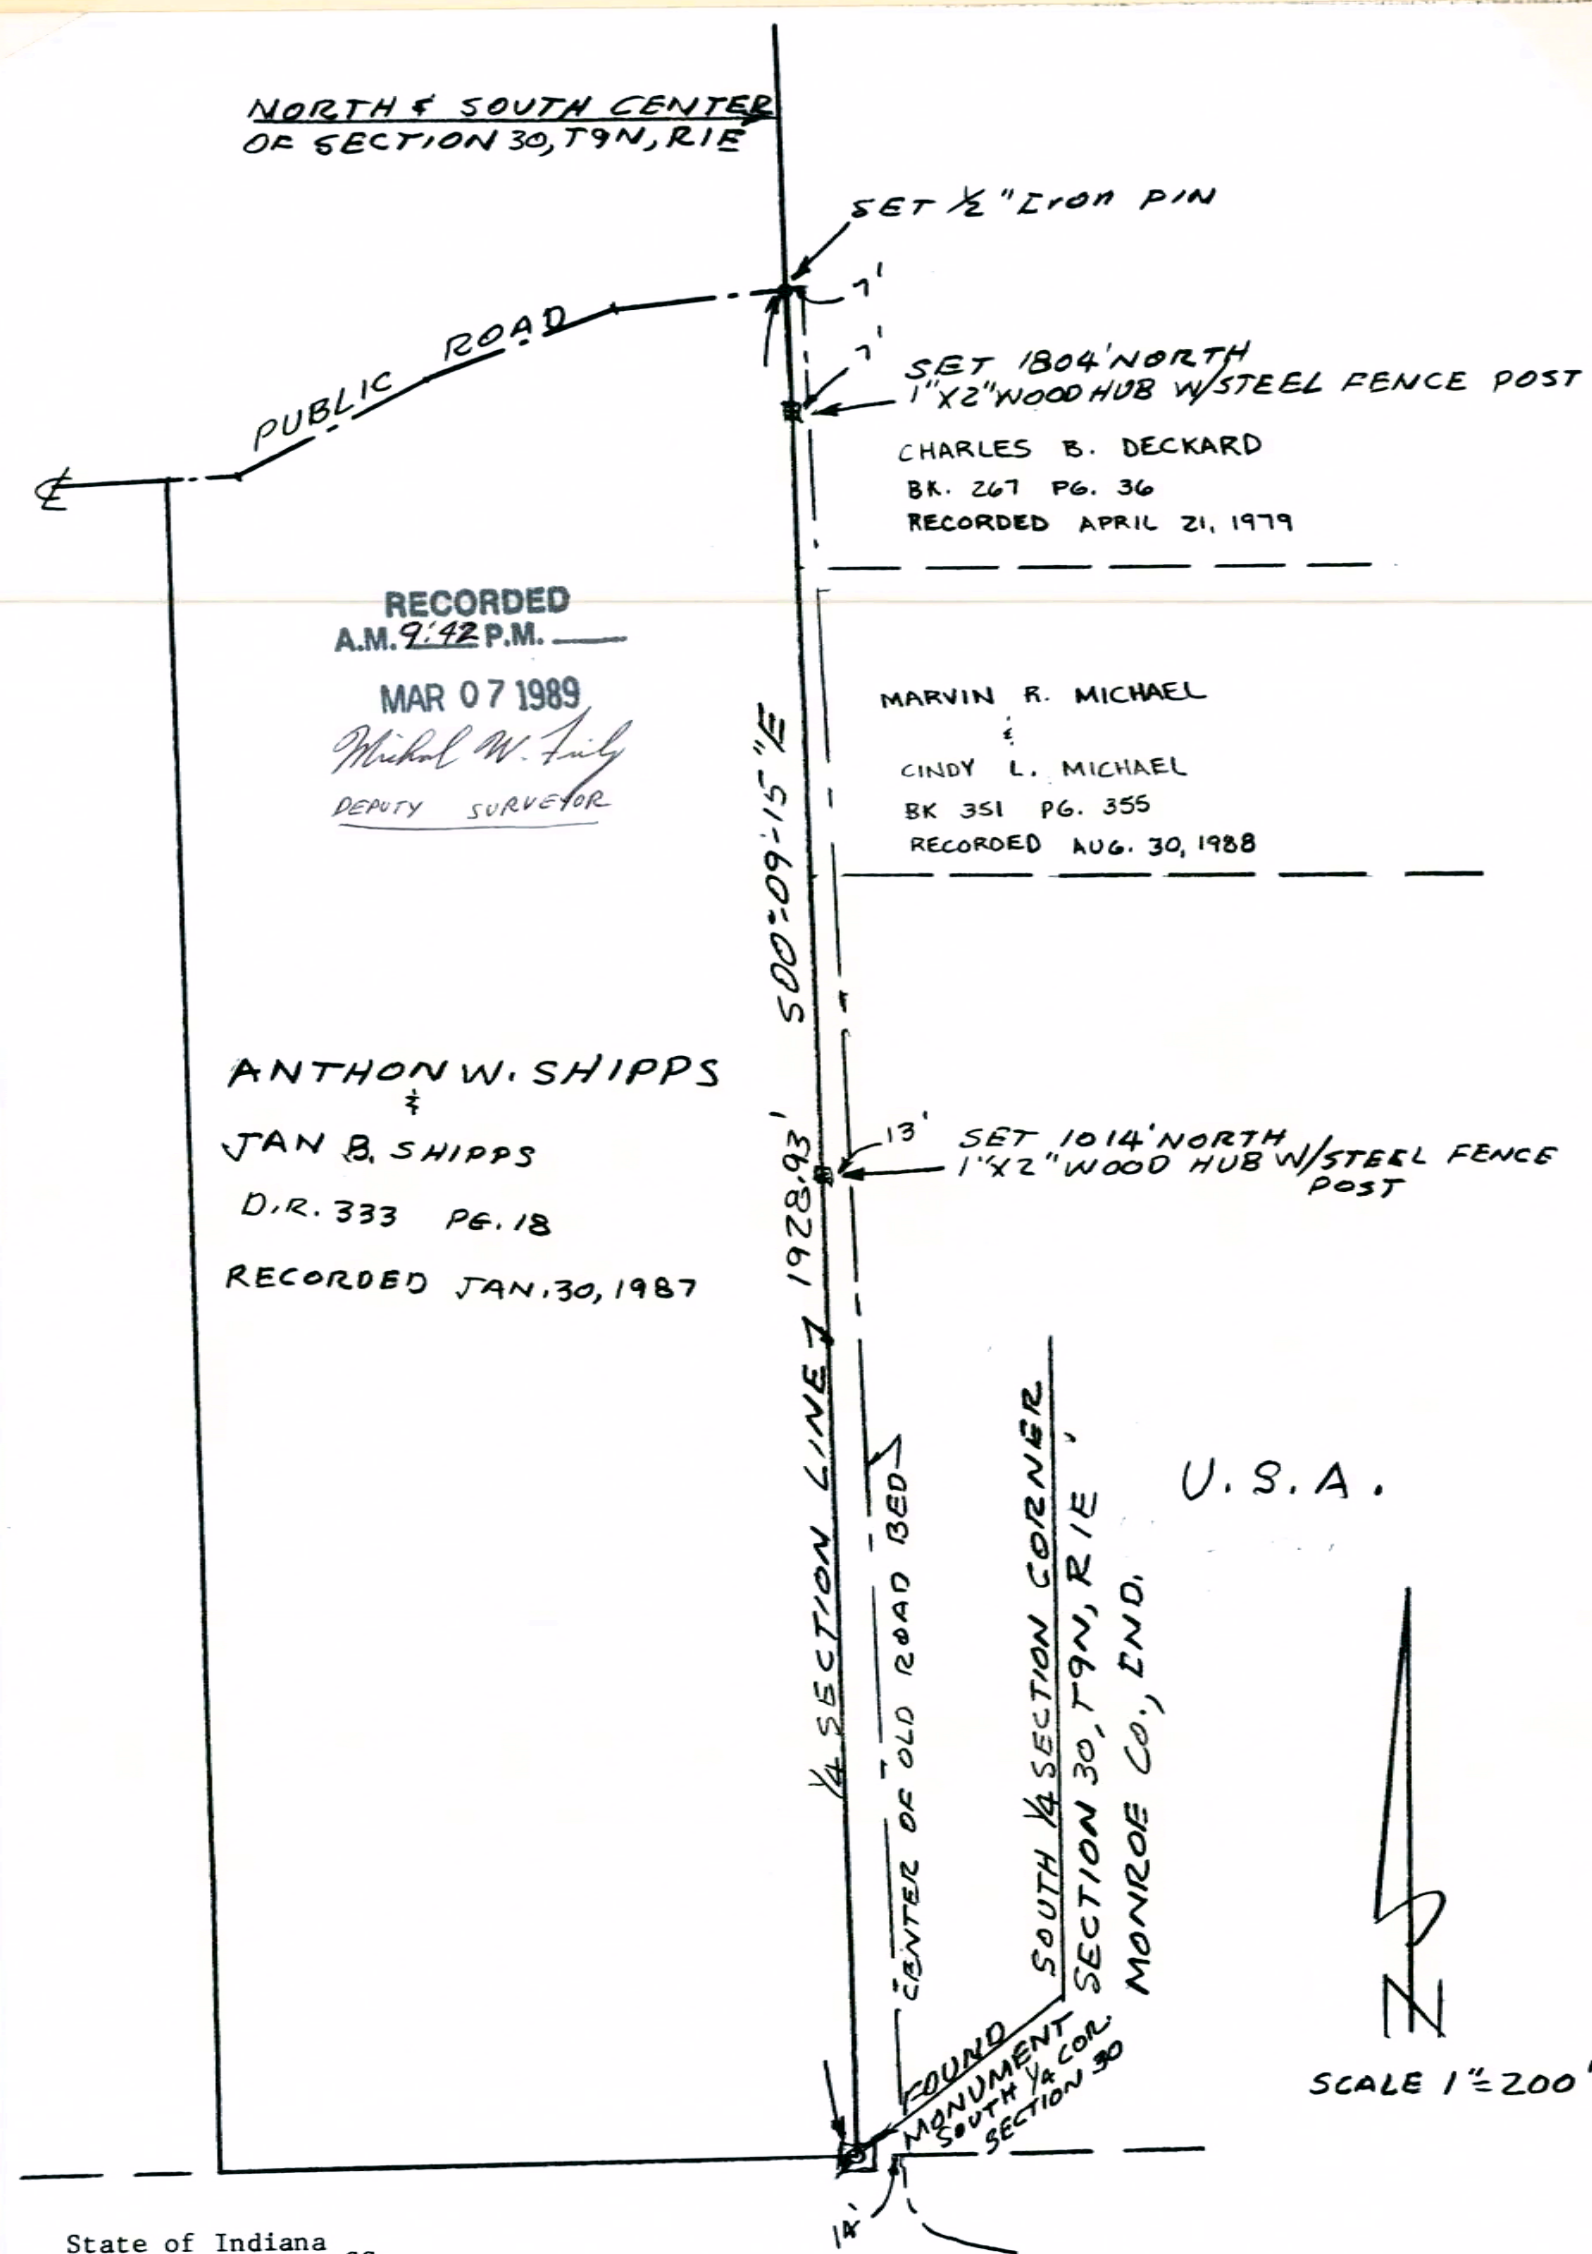 NORTH & SOUTH CENTER
OF SECTION 30, T9N, R1E
SET 1/2" Iron PIN
7'
PUBLIC ROAD
7'
SET 1804' NORTH
1"X2" WOOD HUB W/STEEL FENCE POST
CHARLES B. DECKARD
BK. 267 PG. 36
RECORDED APRIL 21, 1979
℄
RECORDED
A.M. 9:42 P.M.
MAR 07 1989
Michal W.
DEPUTY SURVEYOR
MARVIN R. MICHAEL
&
CINDY L. MICHAEL
BK 351 PG. 355
RECORDED AUG. 30, 1988
1/4 SECTION LINE 1928.93' S00°-09'-15"E
ANTHON W. SHIPPS
&
JAN B. SHIPPS
D.R. 333 PG. 18
RECORDED JAN. 30, 1987
13'
SET 1014' NORTH
1"X2" WOOD HUB W/STEEL FENCE
POST
CENTER OF OLD ROAD BED
SOUTH 1/4 SECTION CORNER
SECTION 30, T9N, R1E
MONROE CO., IND.
U.S.A.
N
SCALE 1"=200'
FOUND
MONUMENT
SOUTH 1/4 COR.
SECTION 30
State of Indiana